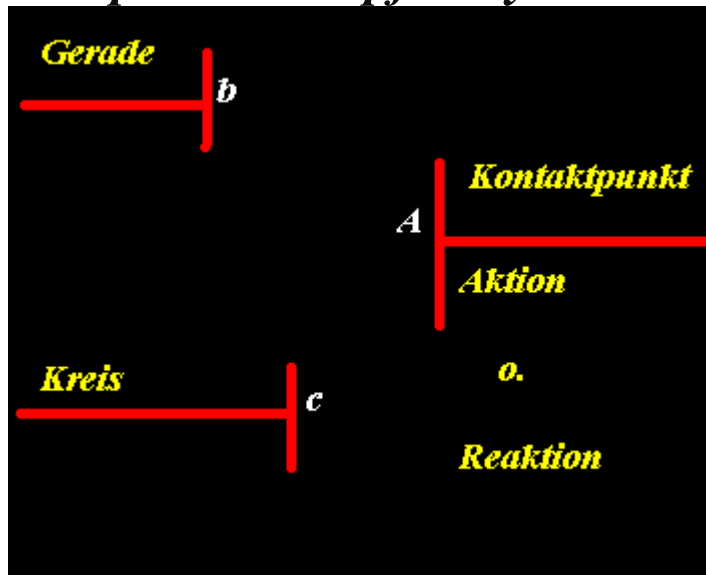 Gerade
b
Kontaktpunkt
A
Aktion
Kreis
o.
c
Reaktion